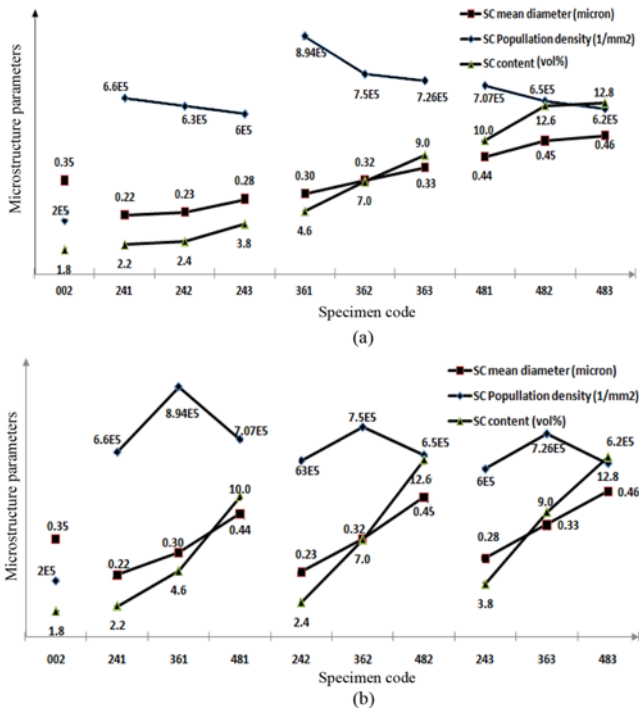 (a)
SC mean diameter (micron)
SC Popullation density (1/mm2)
SC content (vol%)
Microstructure parameters
8.94E5
6.6E5
6.3E5
6E5
7.5E5
7.26E5
7.07E5
6.5E5
12.8
10.0
12.6
6.2E5
0.35
0.22
0.23
0.28
0.30
0.32
9.0
0.33
0.44
0.45
0.46
2E5
1.8
2.2
2.4
3.8
4.6
7.0
002 241 242 243 361 362 363 481 482 483
Specimen code
(a)
SC mean diameter (micron)
SC Popullation density (1/mm2)
SC content (vol%)
Microstructure parameters
6.6E5
8.94E5
7.07E5
63E5
7.5E5
6.5E5
6E5
7.26E5
6.2E5
10.0
12.6
12.8
0.35
0.22
0.30
0.44
0.23
0.32
0.45
0.28
9.0
0.33
0.46
2E5
1.8
2.2
4.6
2.4
7.0
3.8
002 241 361 481 242 362 482 243 363 483
Specimen code
(b)